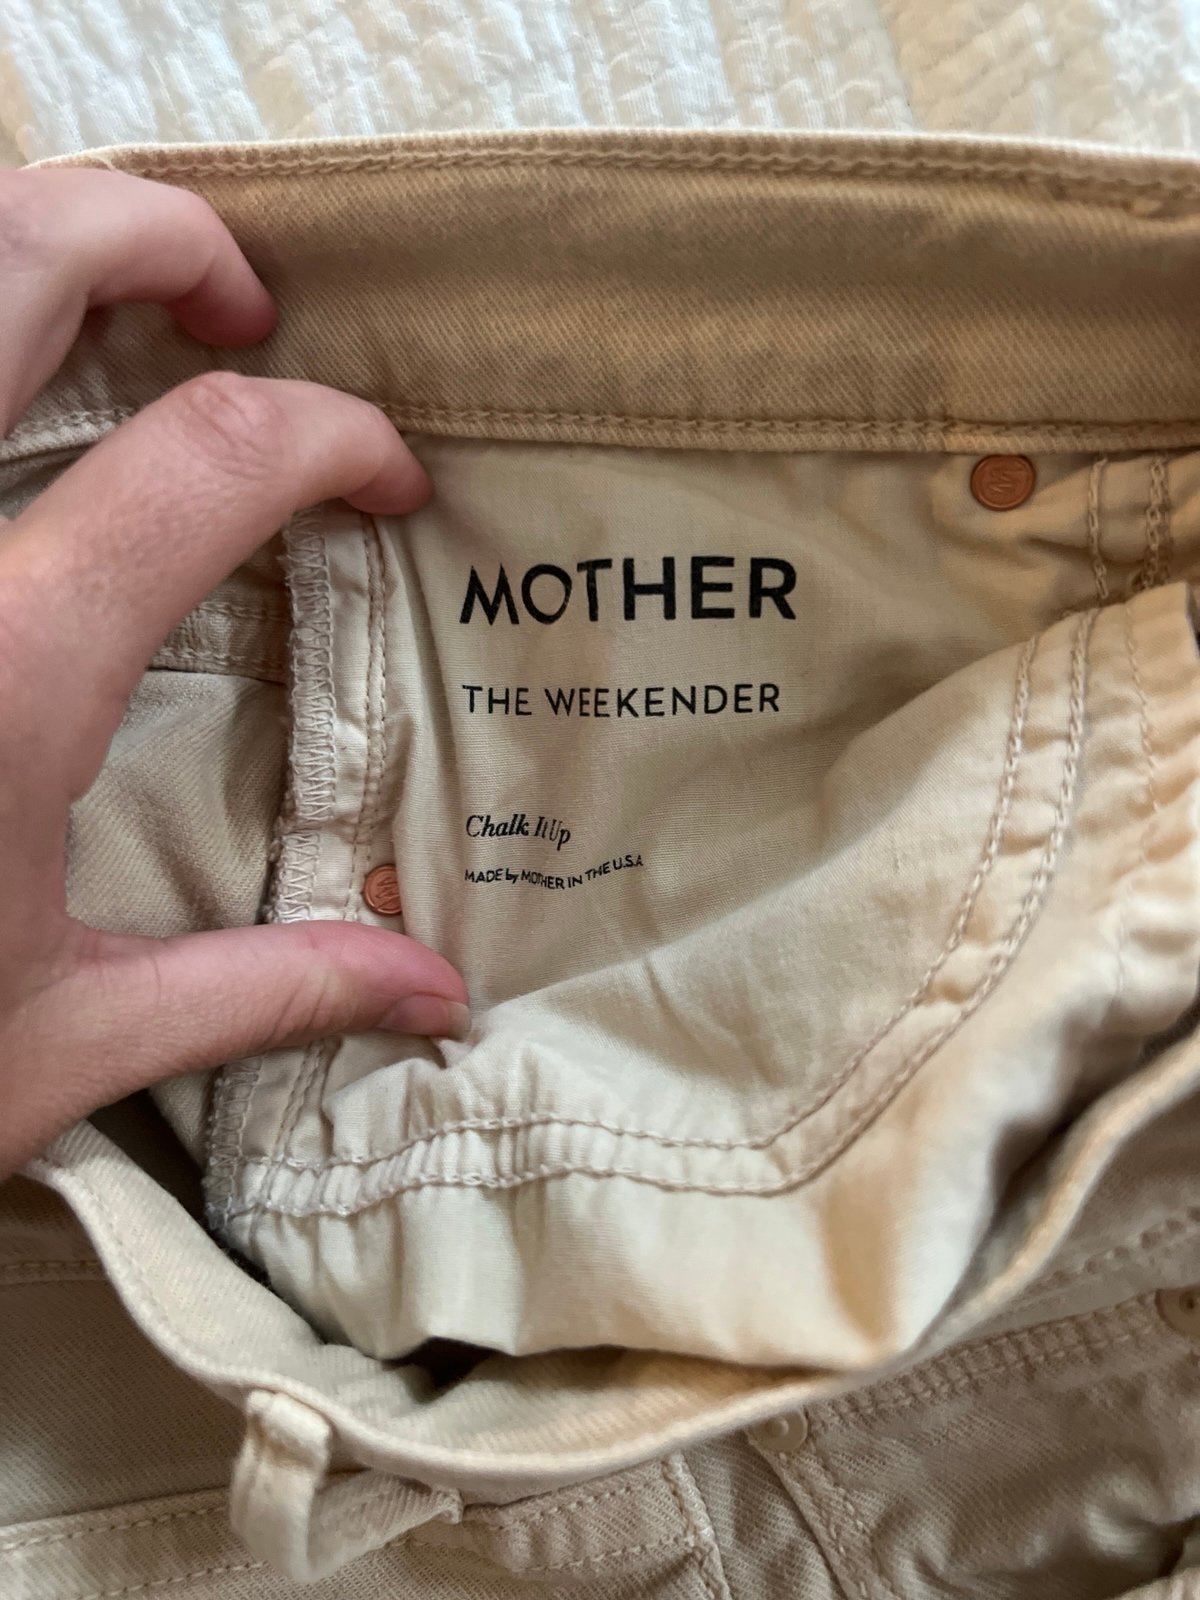 MOTHER
THE WEEKENDER
Chalk It Up
MADE by MOTHER IN THE U.S.A